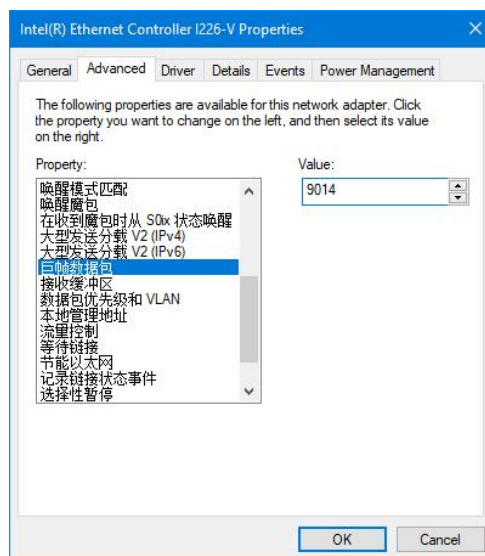 Intel(R) Ethernet Controller I226-V Properties
General Advanced Driver Details Events Power Management
The following properties are available for this network adapter. Click
the property you want to change on the left, and then select its value
on the right.
Property:
Value:
唤醒模式匹配
唤醒魔包
在收到魔包时从 S0ix 状态唤醒
大型发送分载 V2 (IPv4)
大型发送分载 V2 (IPv6)
巨帧数据包
接收缓冲区
数据包优先级和 VLAN
本地管理地址
流量控制
等待链接
节能以太网
记录链接状态事件
选择性暂停
9014
OK Cancel